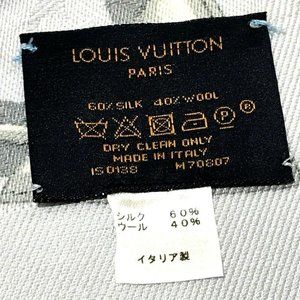 LOUIS VUITTON
PARIS
60% SILK 40% WOOL
P
DRY CLEAN ONLY
MADE IN ITALY
IS0138 M70807
シルク 60%
ウール 40%
イタリア製